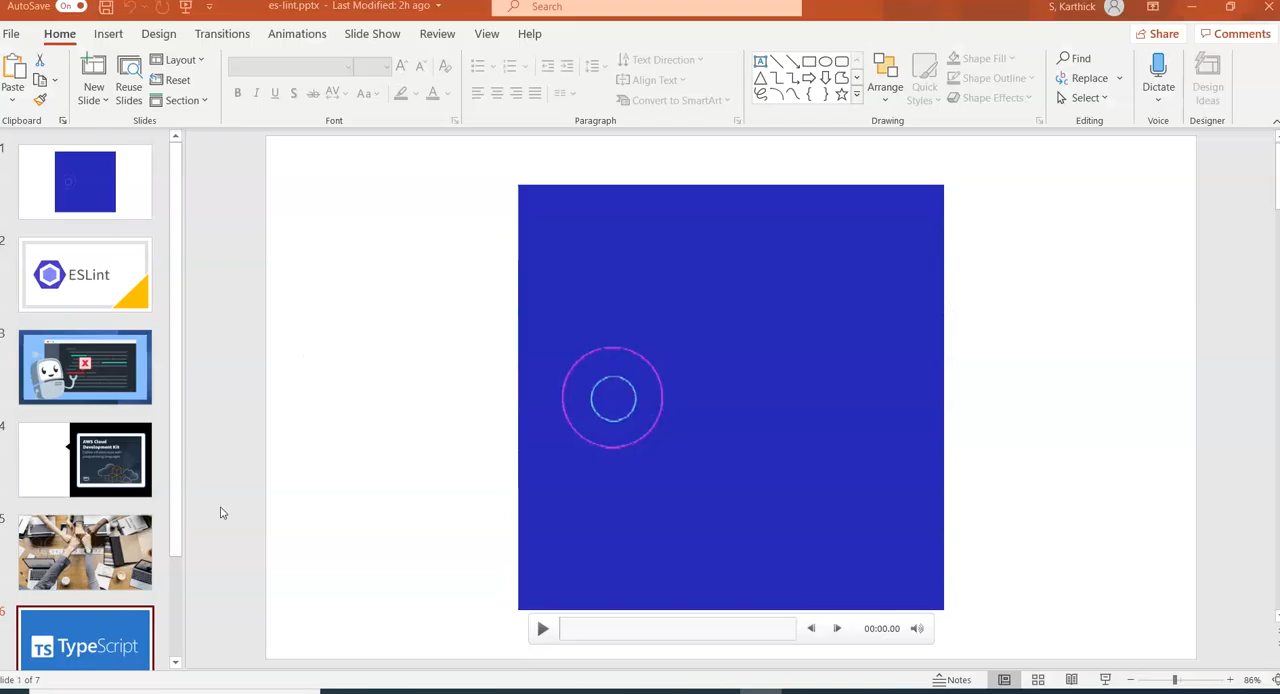 AutoSave On es-lint.pptx - Last Modified: 2h ago Search S, Karthick
File Home Insert Design Transitions Animations Slide Show Review View Help Share Comments
Paste New Slide Reuse Slides Layout Reset Section
B I U S ab AV Aa A
Text Direction
Align Text
Convert to SmartArt
Arrange Quick Styles Shape Fill Shape Outline Shape Effects
Find
Replace
Select
Dictate Design Ideas
Clipboard Slides Font Paragraph Drawing Editing Voice Designer
1
2
ESLint
3
4
AWS Cloud
Development Kit
5
6
TS TypeScript
00:00.00
lide 1 of 7 Notes 86%